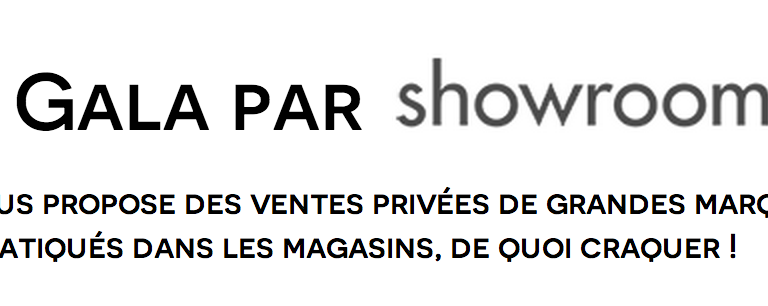 GALA PAR showroom
US PROPOSE DES VENTES PRIVÉES DE GRANDES MARQ
ATIQUÉS DANS LES MAGASINS, DE QUOI CRAQUER !